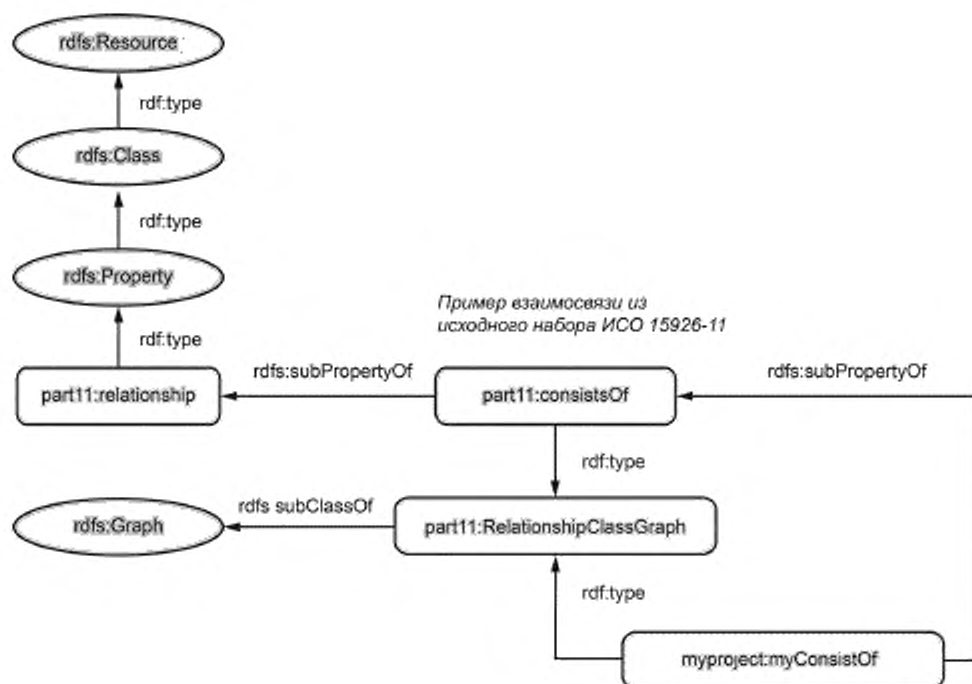 rdfs:Resource
rdf:type
rdfs:Class
rdf:type
rdfs:Property
Пример взаимосвязи из
исходного набора ИСО 15926-11
rdf:type
rdfs:subPropertyOf
rdfs:subPropertyOf
part11:relationship
part11:consistsOf
rdf:type
rdfs subClassOf
rdfs:Graph
part11:RelationshipClassGraph
rdf:type
myproject:myConsistOf